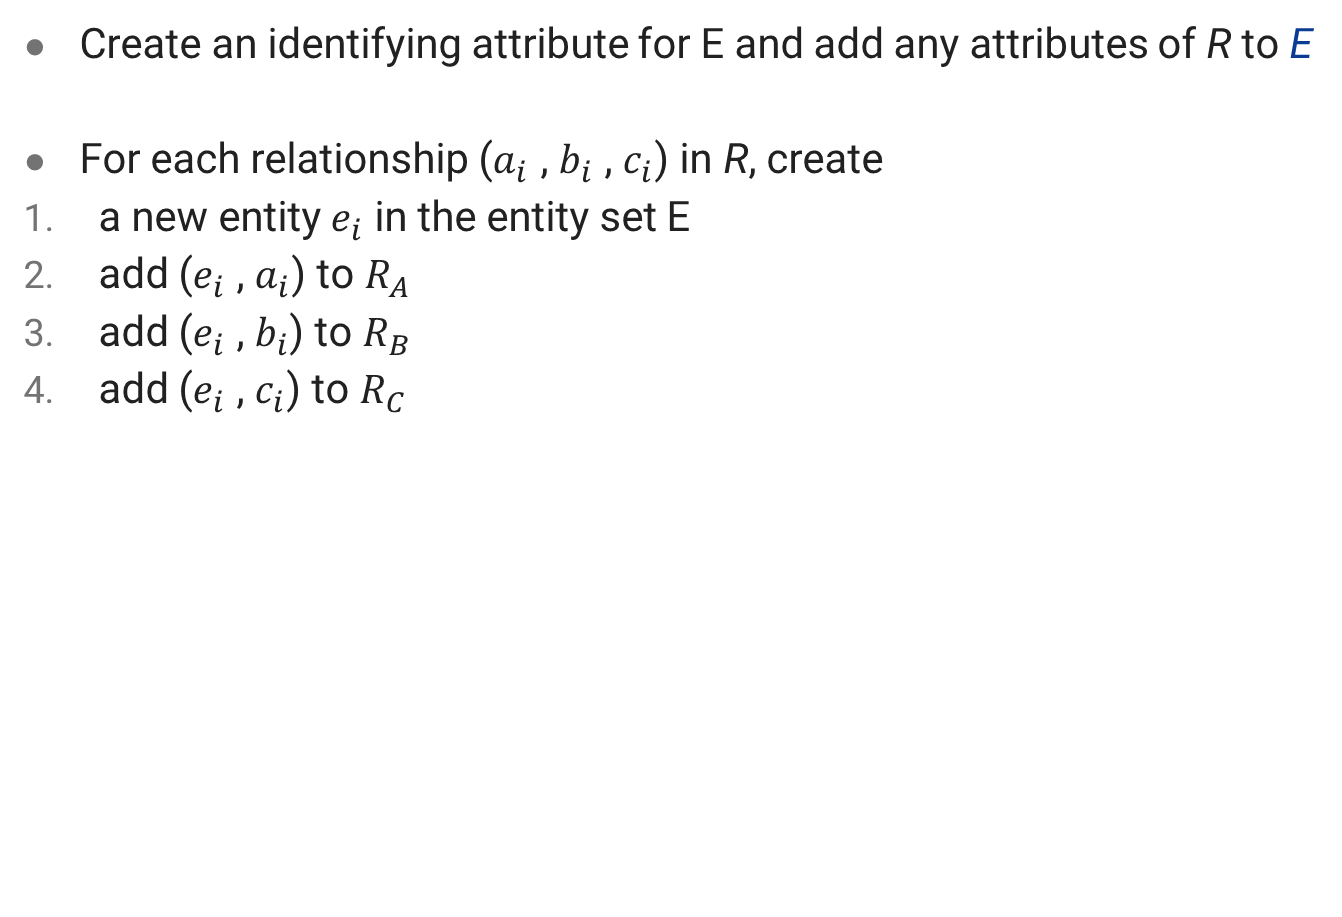 ● Create an identifying attribute for E and add any attributes of R to E
● For each relationship (aᵢ , bᵢ , cᵢ) in R, create
1. a new entity eᵢ in the entity set E
2. add (eᵢ , aᵢ) to R_A
3. add (eᵢ , bᵢ) to R_B
4. add (eᵢ , cᵢ) to R_C